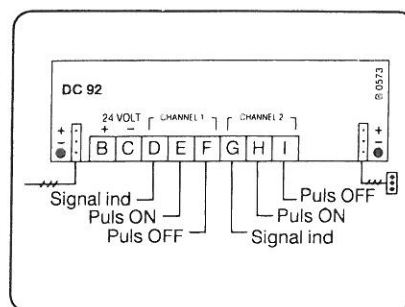 DC 92
B 0573
24 VOLT
CHANNEL 1
CHANNEL 2
+ −
+ −
B C D E F G H I
+ −
Signal ind
Puls OFF
Puls ON
Puls ON
Puls OFF
Signal ind